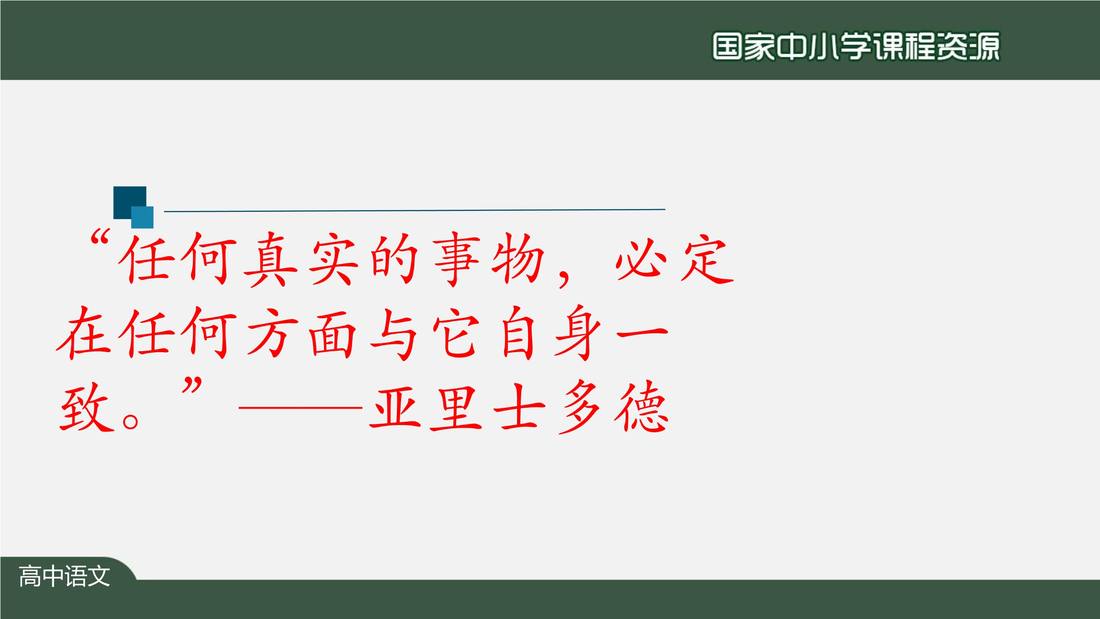 国家中小学课程资源
“任何真实的事物，必定
在任何方面与它自身一
致。”——亚里士多德
高中语文